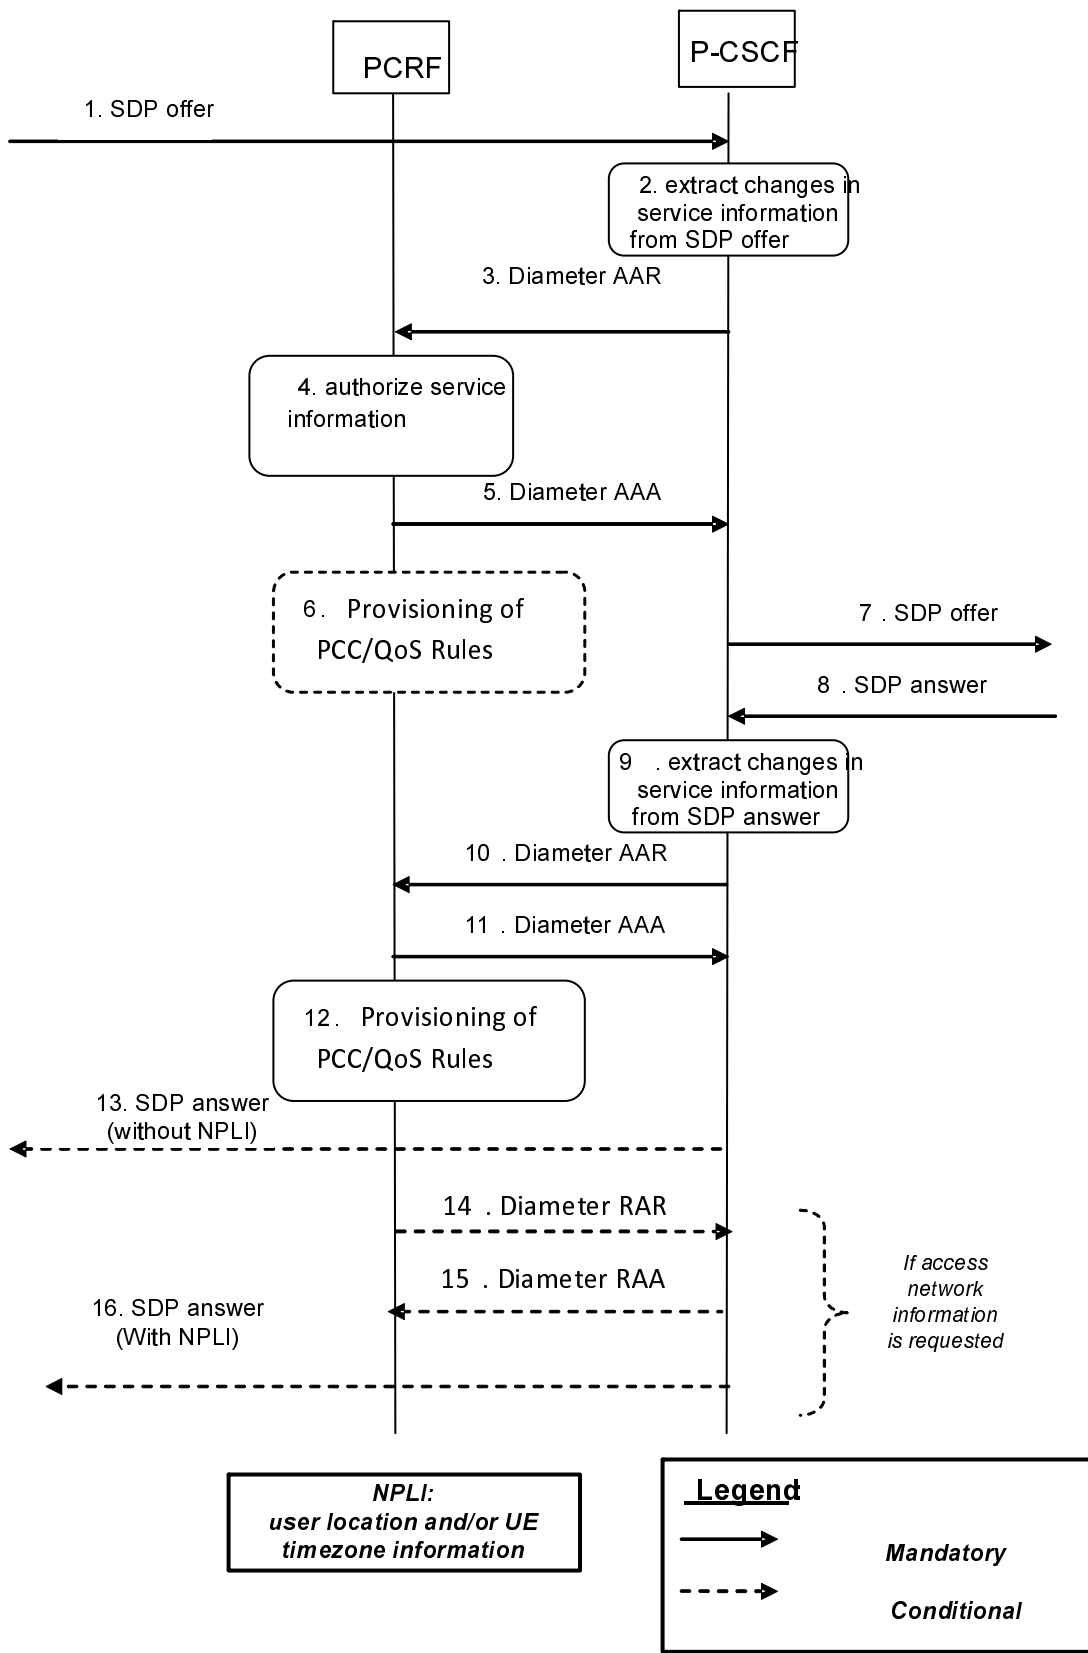 PCRF
P-CSCF
1. SDP offer
2. extract changes in
service information
from SDP offer
3. Diameter AAR
4. authorize service
information
5. Diameter AAA
6. Provisioning of
PCC/QoS Rules
7 . SDP offer
8 . SDP answer
9 . extract changes in
service information
from SDP answer
10 . Diameter AAR
11 . Diameter AAA
12. Provisioning of
PCC/QoS Rules
13. SDP answer
(without NPLI)
14 . Diameter RAR
15 . Diameter RAA
16. SDP answer
(With NPLI)
If access
network
information
is requested
NPLI:
user location and/or UE
timezone information
Legend:
Mandatory
Conditional